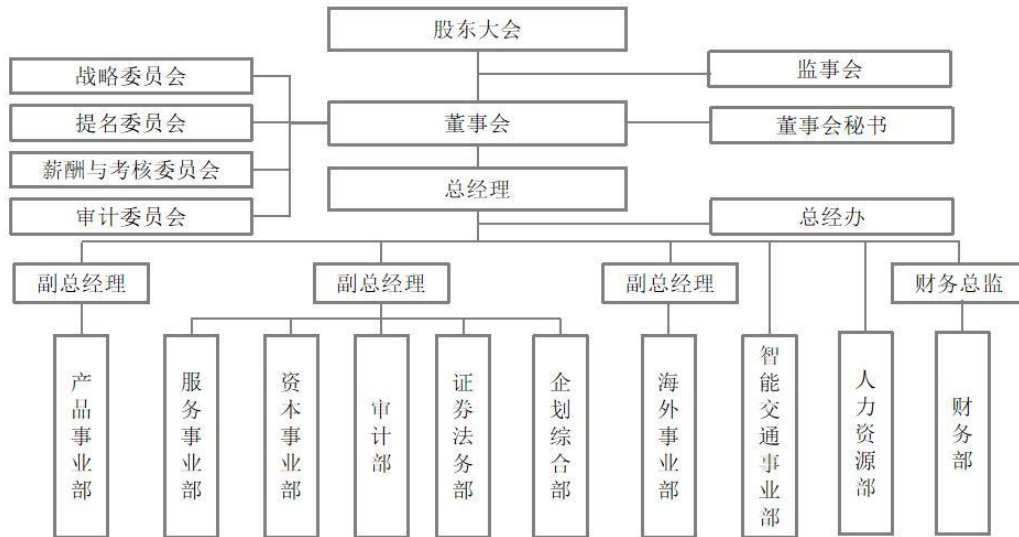 股东大会
战略委员会
监事会
提名委员会
董事会
董事会秘书
薪酬与考核委员会
总经理
审计委员会
总经办
副总经理
副总经理
副总经理
财务总监
产品事业部
服务事业部
资本事业部
审计部
证券法务部
企划综合部
海外事业部
智能交通事业部
人力资源部
财务部